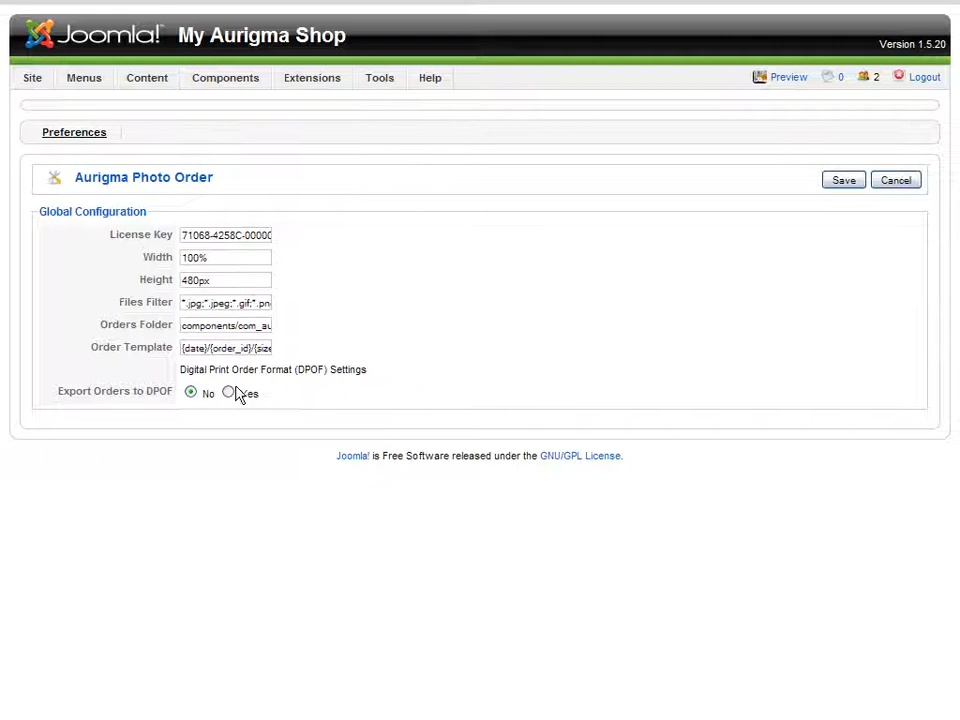 Joomla! My Aurigma Shop
Version 1.5.20
Site Menus Content Components Extensions Tools Help Preview 0 2 Logout
Preferences
Aurigma Photo Order Save Cancel
Global Configuration
License Key 71068-4258C-0000
Width 100%
Height 480px
Files Filter *.jpg;*.jpeg;*.gif;*.pn
Orders Folder components/com_au
Order Template {date}/{order_id}/{size
Digital Print Order Format (DPOF) Settings
Export Orders to DPOF No Yes
Joomla! is Free Software released under the GNU/GPL License.